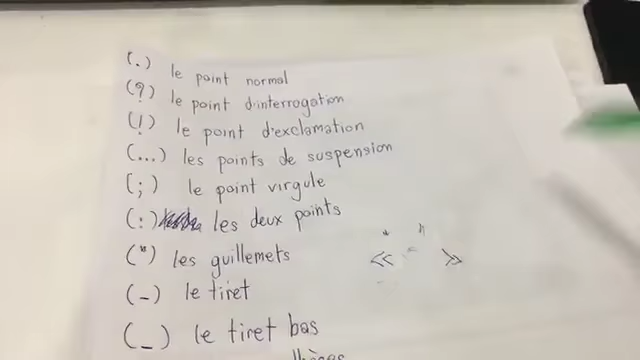 (.) le point normal
(?) le point d'interrogation
(!) le point d'exclamation
(...) les points de suspension
(;) le point virgule
(:) les deux points
(") les guillemets « »
(-) le tiret
(_) le tiret bas